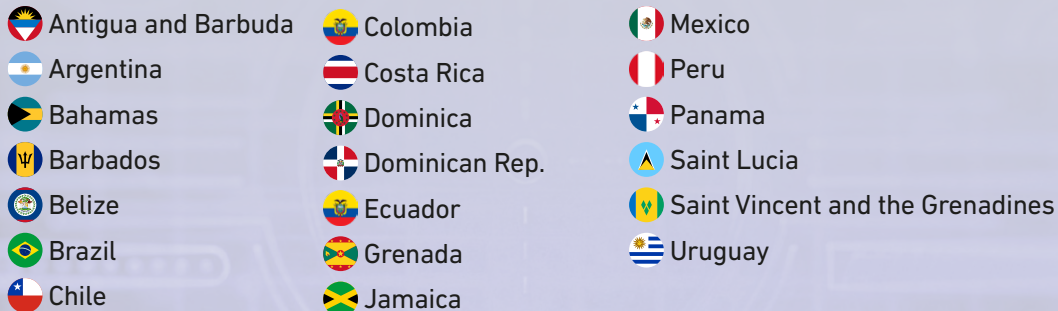 Antigua and Barbuda
Argentina
Bahamas
Barbados
Belize
Brazil
Chile
Colombia
Costa Rica
Dominica
Dominican Rep.
Ecuador
Grenada
Jamaica
Mexico
Peru
Panama
Saint Lucia
Saint Vincent and the Grenadines
Uruguay